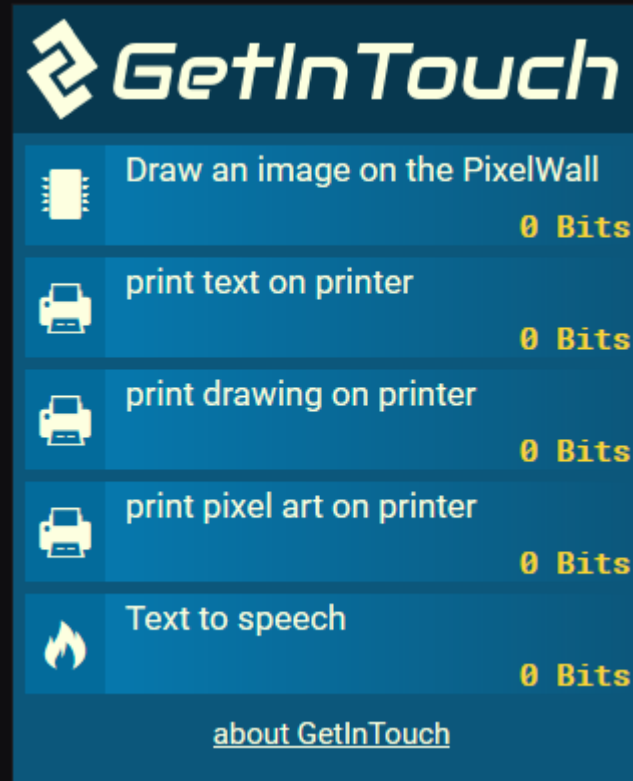 GetInTouch
Draw an image on the PixelWall
0 Bits
print text on printer
0 Bits
print drawing on printer
0 Bits
print pixel art on printer
0 Bits
Text to speech
0 Bits
about GetInTouch